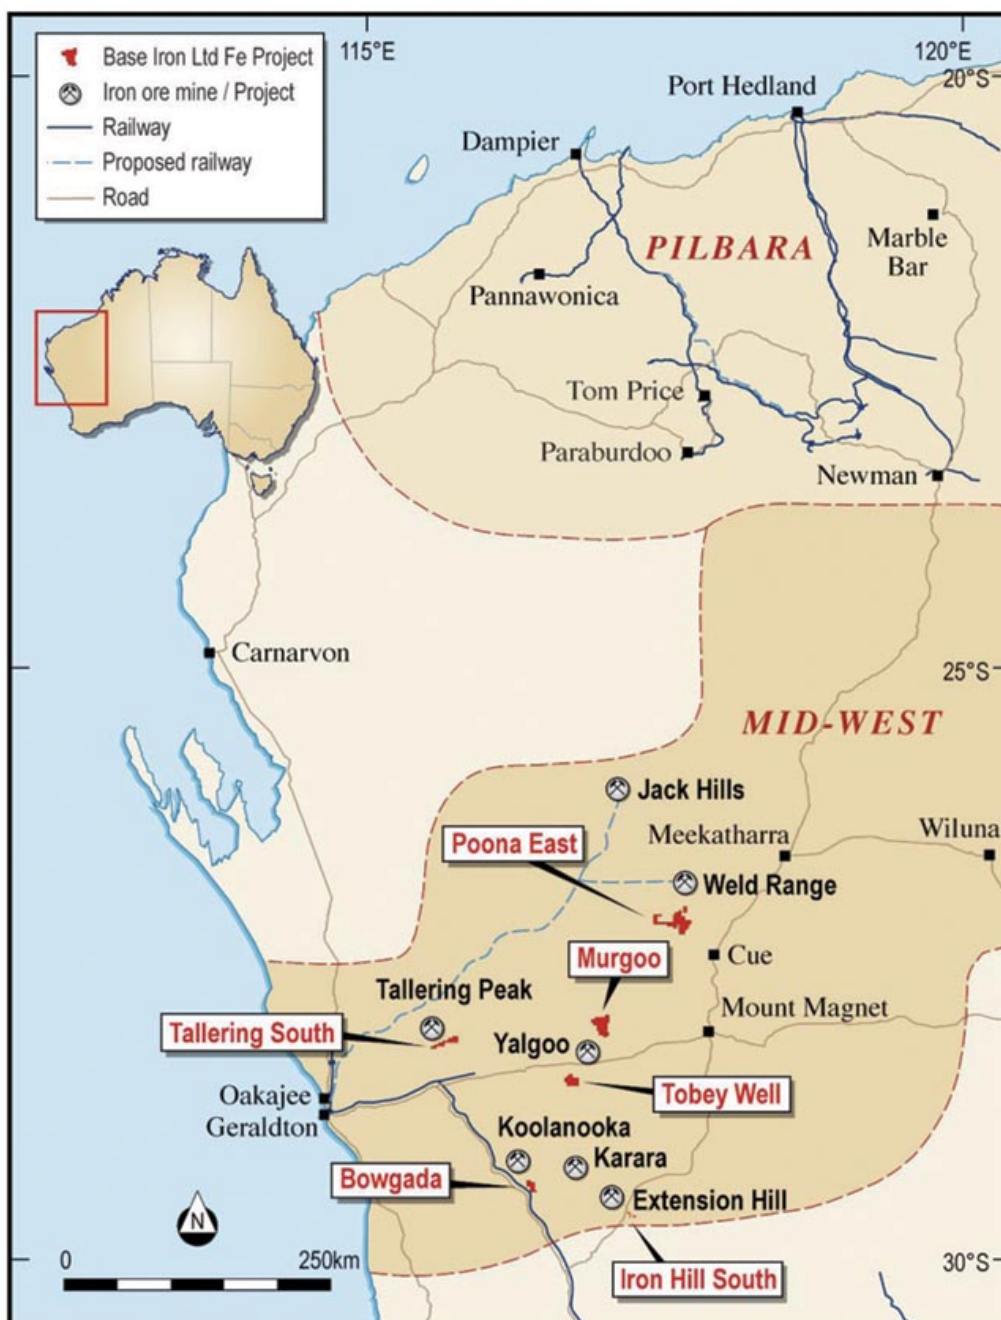 Base Iron Ltd Fe Project
Iron ore mine / Project
Railway
Proposed railway
Road
115°E
120°E
20°S
Port Hedland
Dampier
PILBARA
Marble
Bar
Pannawonica
Tom Price
Paraburdoo
Newman
Carnarvon
25°S
MID-WEST
Jack Hills
Meekatharra
Wiluna
Poona East
Weld Range
Murgoo
Cue
Tallering Peak
Mount Magnet
Tallering South
Yalgoo
Oakajee
Tobey Well
Geraldton
Koolanooka
Karara
Bowgada
Extension Hill
N
0
250km
30°S
Iron Hill South